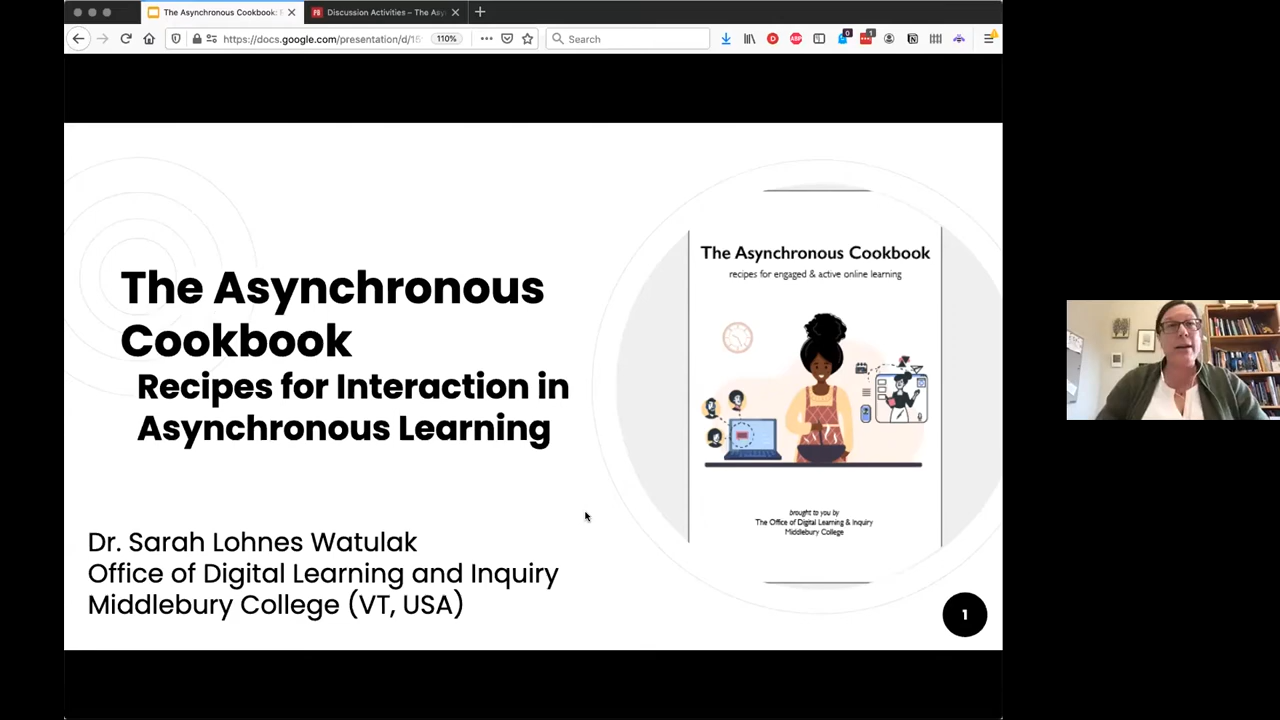 The Asynchronous Cookbook:
Discussion Activities – The Asy
https://docs.google.com/presentation/d/15
110%
Search
The Asynchronous
Cookbook
Recipes for Interaction in
Asynchronous Learning
Dr. Sarah Lohnes Watulak
Office of Digital Learning and Inquiry
Middlebury College (VT, USA)
The Asynchronous Cookbook
recipes for engaged & active online learning
brought to you by
The Office of Digital Learning & Inquiry
Middlebury College
1